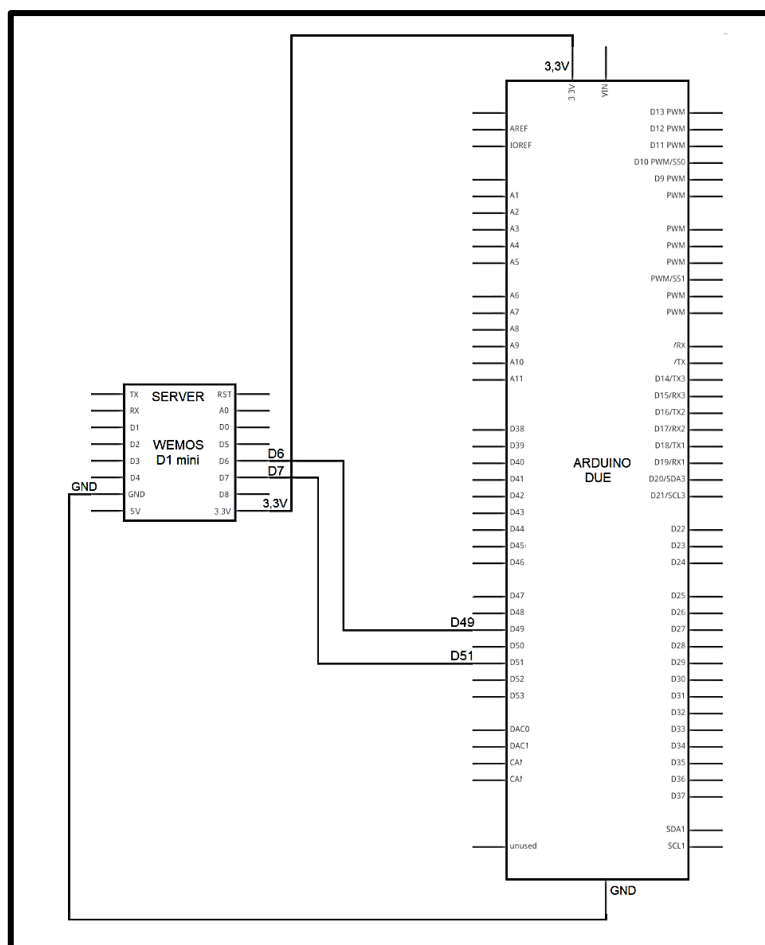 3,3V
3.3V
VIN
AREF
IOREF
A1
A2
A3
A4
A5
A6
A7
A8
A9
A10
A11
D38
D39
D40
D41
D42
D43
D44
D45
D46
D47
D48
D49
D50
D51
D52
D53
DAC0
DAC1
CAN
CAN
unused
D13 PWM
D12 PWM
D11 PWM
D10 PWM/SS0
D9 PWM
PWM
PWM
PWM
PWM
PWM/SS1
PWM
PWM
/RX
/TX
D14/TX3
D15/RX3
D16/TX2
D17/RX2
D18/TX1
D19/RX1
D20/SDA3
D21/SCL3
D22
D23
D24
D25
D26
D27
D28
D29
D30
D31
D32
D33
D34
D35
D36
D37
SDA1
SCL1
ARDUINO
DUE
GND
SERVER
WEMOS
D1 mini
TX
RX
D1
D2
D3
D4
GND
5V
RST
A0
D0
D5
D6
D7
D8
3.3V
GND
D6
D7
3,3V
D49
D51